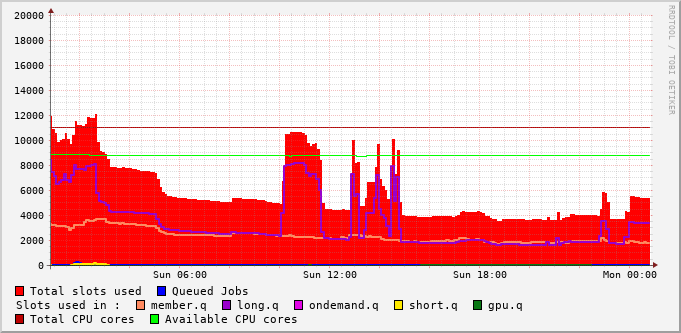 RRDTOOL / TOBI OETIKER
20000
18000
16000
14000
12000
10000
8000
6000
4000
2000
0
Sun 06:00 Sun 12:00 Sun 18:00 Mon 00:00
Total slots used Queued Jobs
Slots used in : member.q long.q ondemand.q short.q gpu.q
Total CPU cores Available CPU cores